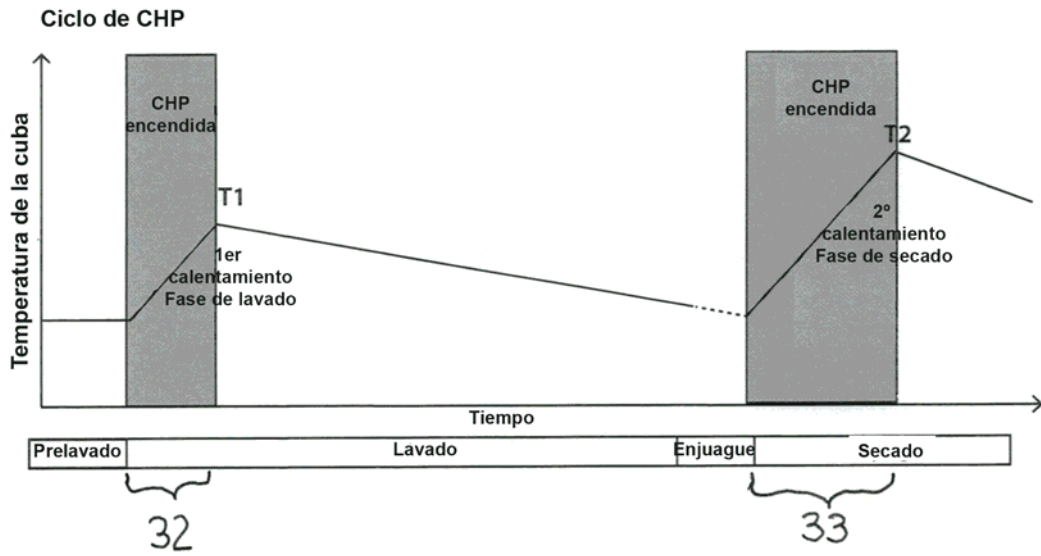 Ciclo de CHP
Temperatura de la cuba
CHP
encendida
T1
1er
calentamiento
Fase de lavado
CHP
encendida
T2
2º
calentamiento
Fase de secado
Tiempo
Prelavado
Lavado
Enjuague
Secado
32
33